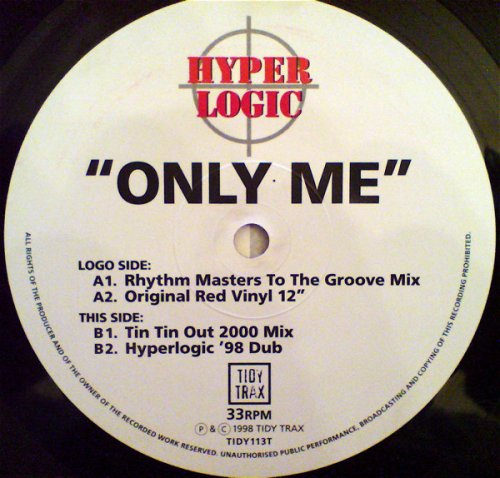 HYPER
LOGIC
“ONLY ME”
LOGO SIDE:
A1. Rhythm Masters To The Groove Mix
A2. Original Red Vinyl 12”
THIS SIDE:
B1. Tin Tin Out 2000 Mix
B2. Hyperlogic '98 Dub
TIDY
TRAX
33RPM
Ⓟ & © 1998 TIDY TRAX
TIDY113T
ALL RIGHTS OF THE PRODUCER AND OF THE OWNER OF THE RECORDED WORK RESERVED. UNAUTHORISED PUBLIC PERFORMANCE, BROADCASTING AND COPYING OF THIS RECORDING PROHIBITED.